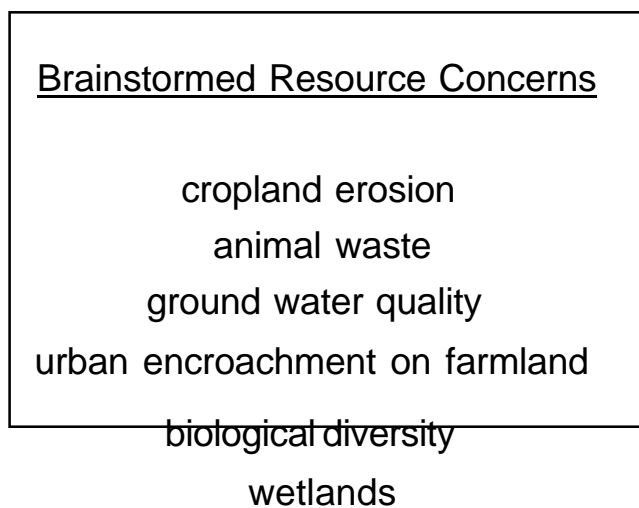 Brainstormed Resource Concerns
cropland erosion
animal waste
ground water quality
urban encroachment on farmland
biological diversity
wetlands